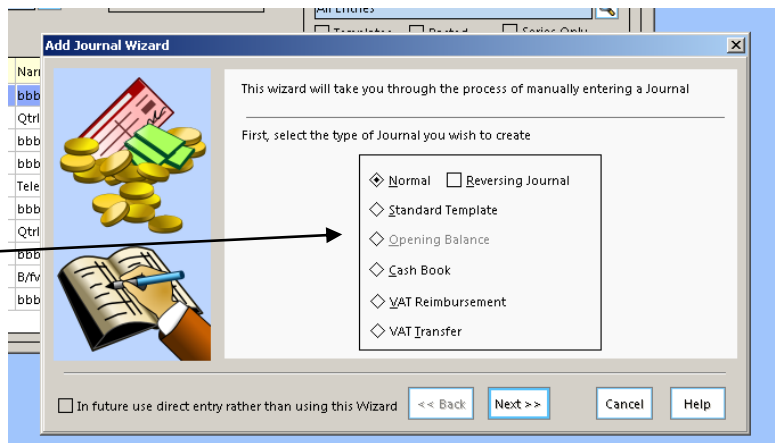 All Entries
Templates Posted Series Only
Add Journal Wizard
bbb
Qtrl
bbb
bbb
Tele
bbb
Qtrl
bbb
B/fv
bbb
This wizard will take you through the process of manually entering a Journal
First, select the type of Journal you wish to create
Normal Reversing Journal
Standard Template
Opening Balance
Cash Book
VAT Reimbursement
VAT Transfer
In future use direct entry rather than using this Wizard << Back Next >> Cancel Help